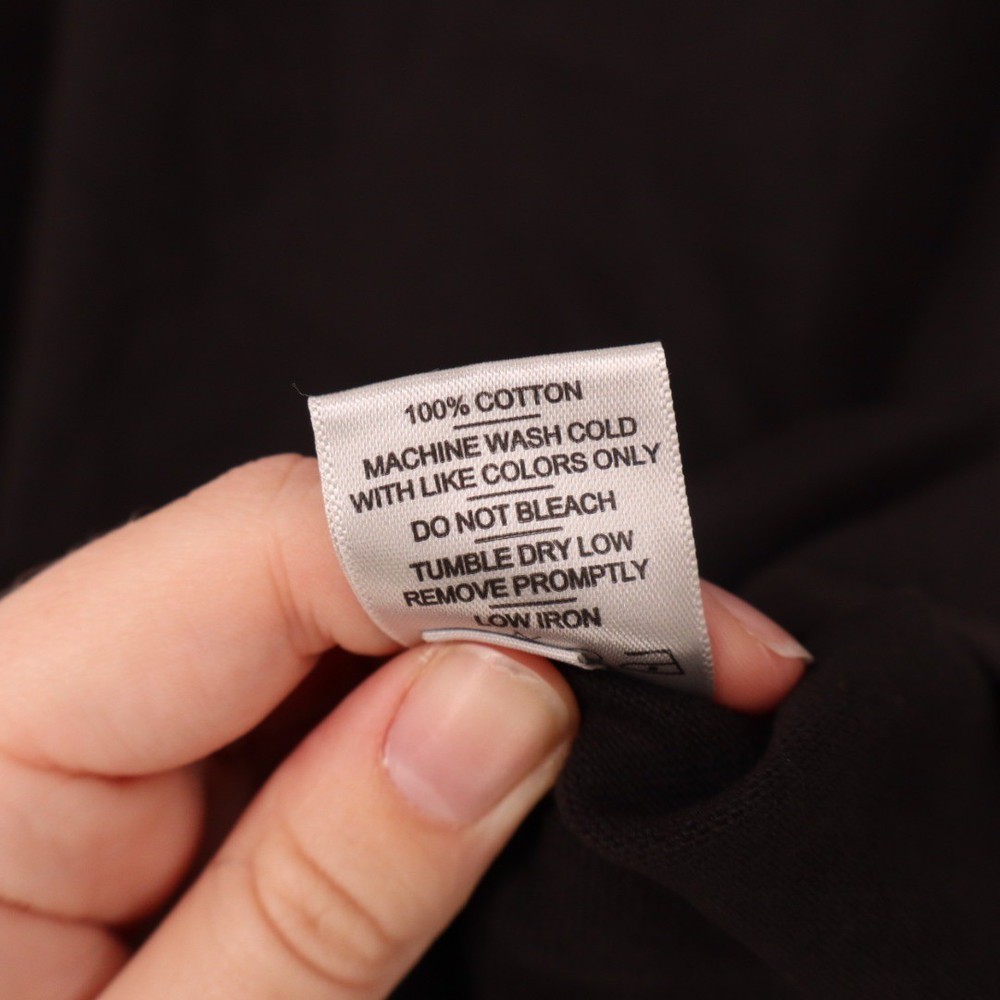 100% COTTON
MACHINE WASH COLD
WITH LIKE COLORS ONLY
DO NOT BLEACH
TUMBLE DRY LOW
REMOVE PROMPTLY
LOW IRON